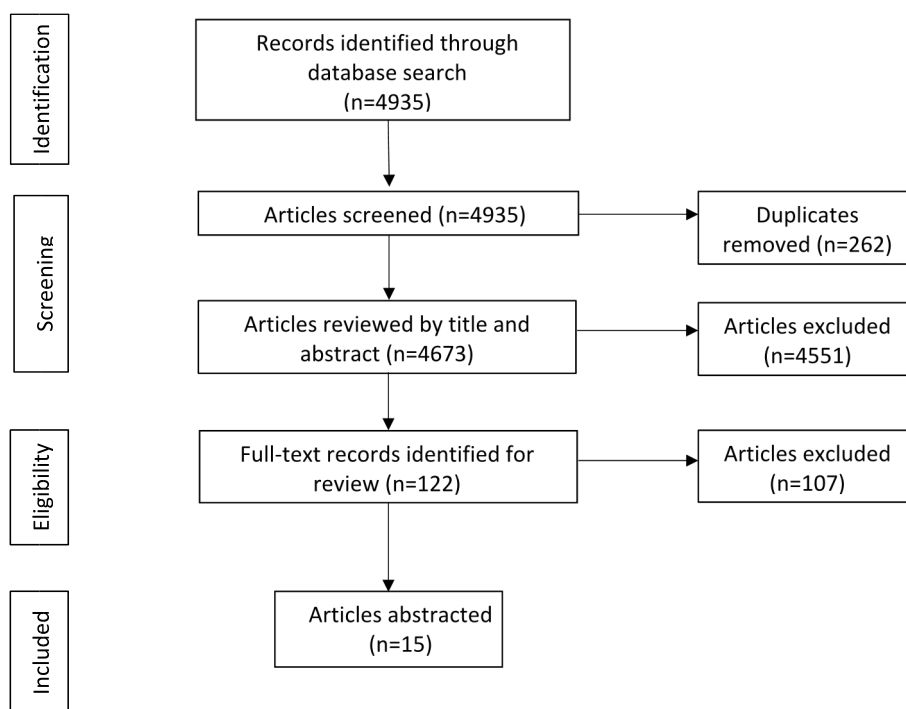 Identification
Records identified through
database search
(n=4935)
Screening
Articles screened (n=4935)
Duplicates
removed (n=262)
Articles reviewed by title and
abstract (n=4673)
Articles excluded
(n=4551)
Eligibility
Full-text records identified for
review (n=122)
Articles excluded
(n=107)
Included
Articles abstracted
(n=15)